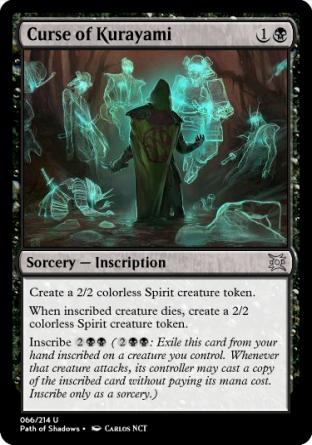 Curse of Kurayami 1
Sorcery — Inscription
Create a 2/2 colorless Spirit creature token.
When inscribed creature dies, create a 2/2
colorless Spirit creature token.
Inscribe 2 (2: Exile this card from
your hand inscribed on a creature you control. Whenever
that creature attacks, its controller may cast a copy
of the inscribed card without paying its mana cost.
Inscribe only as a sorcery.)
066/214 U
Path of Shadows • Carlos NCT